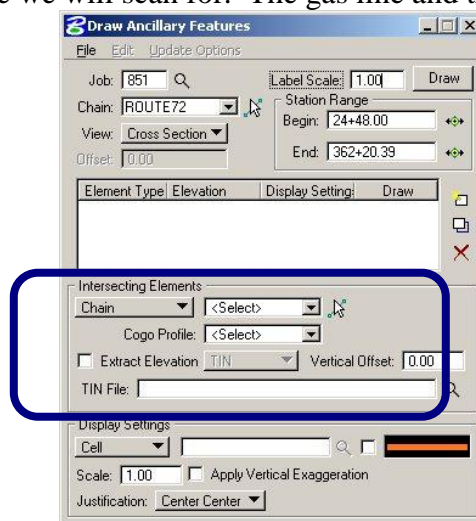 e we will scan for. The gas line and t
Draw Ancillary Features
File Edit Update Options
Job: 851 Label Scale: 1.00 Draw
Chain: ROUTE72 Station Range
View: Cross Section Begin: 24+48.00
Offset: 0.00 End: 362+20.39
Element Type Elevation Display Setting: Draw
Intersecting Elements
Chain <Select>
Cogo Profile: <Select>
Extract Elevation TIN Vertical Offset: 0.00
TIN File:
Display Settings
Cell
Scale: 1.00 Apply Vertical Exaggeration
Justification: Center Center